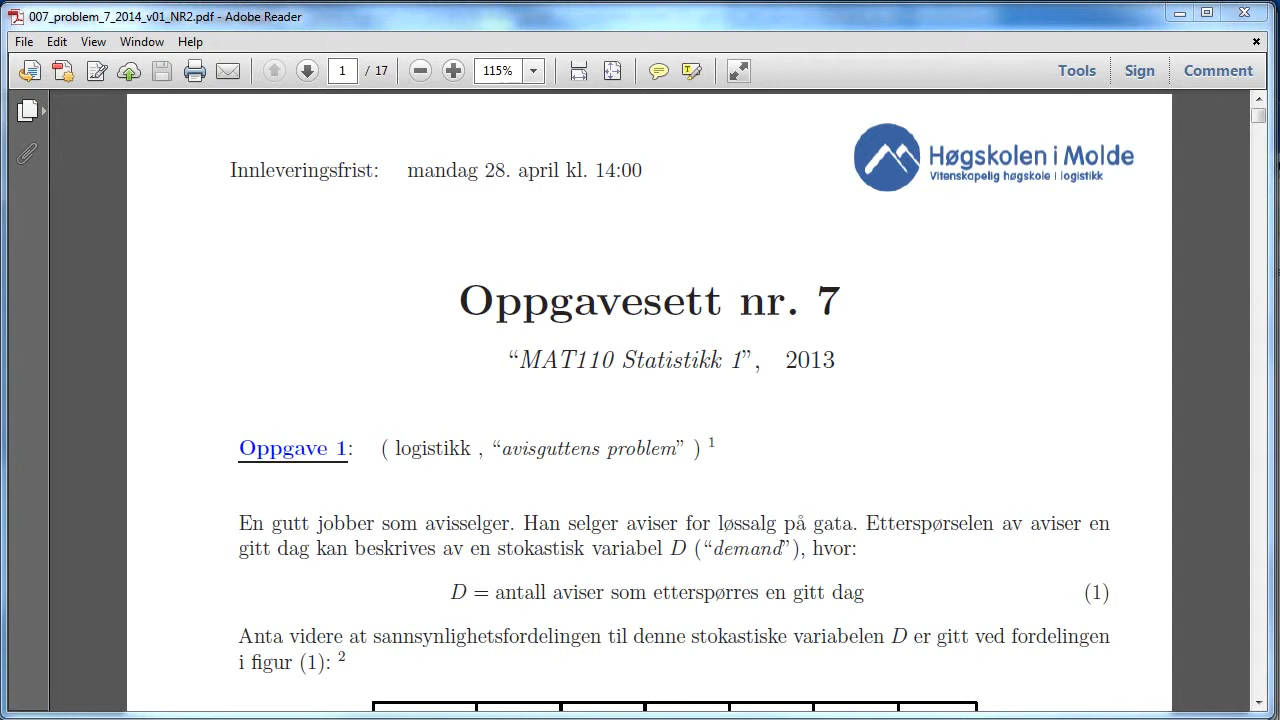 007_problem_7_2014_v01_NR2.pdf - Adobe Reader
File Edit View Window Help
1 / 17 115% Tools Sign Comment
Innleveringsfrist: mandag 28. april kl. 14:00
Høgskolen i Molde
Vitenskapelig høgskole i logistikk
Oppgavesett nr. 7
“MAT110 Statistikk 1”, 2013
Oppgave 1: ( logistikk , “avisguttens problem” ) 1
En gutt jobber som avisselger. Han selger aviser for løssalg på gata. Etterspørselen av aviser en
gitt dag kan beskrives av en stokastisk variabel D (“demand”), hvor:
D = antall aviser som etterspørres en gitt dag (1)
Anta videre at sannsynlighetsfordelingen til denne stokastiske variabelen D er gitt ved fordelingen
i figur (1): 2